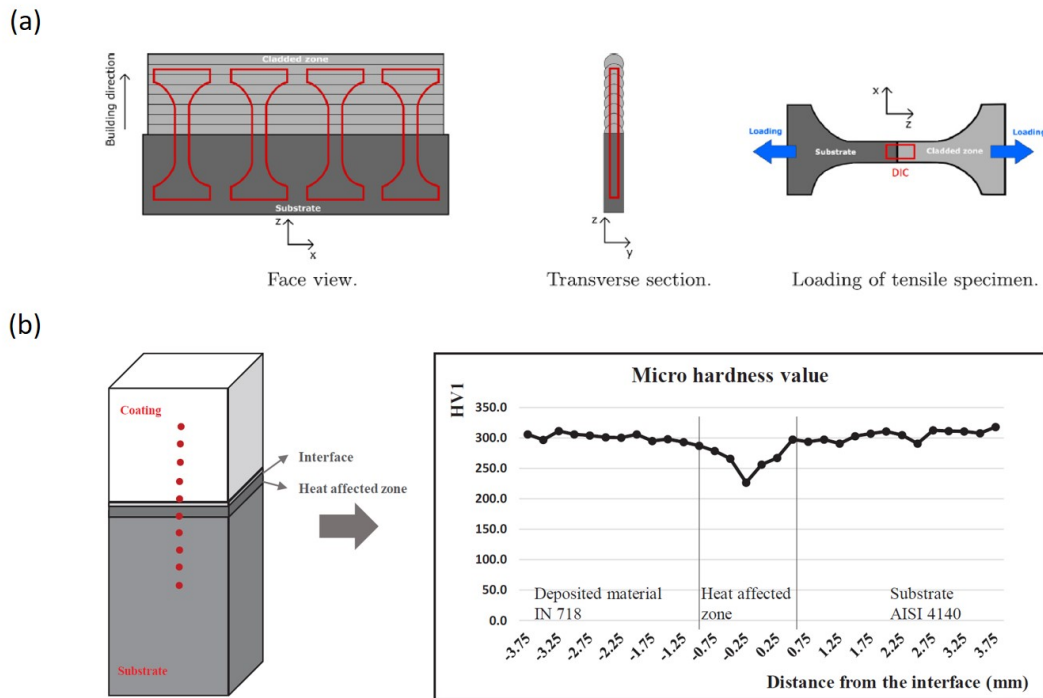 (a)
Cladded zone
Building direction
Substrate
z
x
Face view.
z
y
Transverse section.
x
z
Loading
Substrate
Cladded zone
Loading
DIC
Loading of tensile specimen.
(b)
Coating
Interface
Heat affected zone
Substrate
Micro hardness value
HV1
350.0
300.0
250.0
200.0
150.0
100.0
50.0
0.0
Deposited material
IN 718
Heat affected
zone
Substrate
AISI 4140
-3.75 -3.25 -2.75 -2.25 -1.75 -1.25 -0.75 -0.25 0.25 0.75 1.25 1.75 2.25 2.75 3.25 3.75
Distance from the interface (mm)